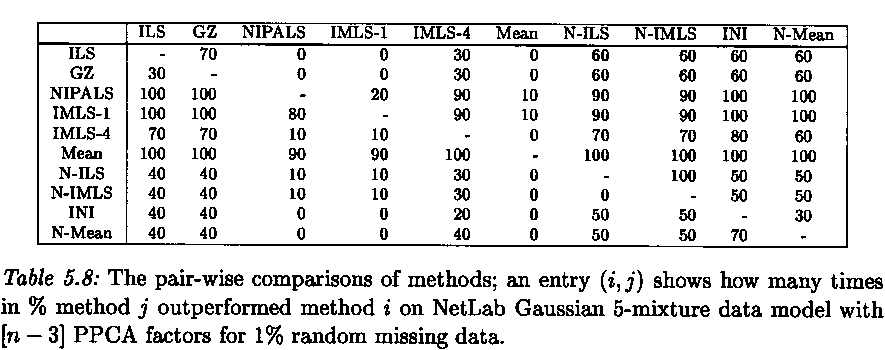 ILS GZ NIPALS IMLS-1 IMLS-4 Mean N-ILS N-IMLS INI N-Mean
ILS - 70 0 0 30 0 60 60 60 60
GZ 30 - 0 0 30 0 60 60 60 60
NIPALS 100 100 - 20 90 10 90 90 100 100
IMLS-1 100 100 80 - 90 10 90 90 100 100
IMLS-4 70 70 10 10 - 0 70 70 80 60
Mean 100 100 90 90 100 - 100 100 100 100
N-ILS 40 40 10 10 30 0 - 100 50 50
N-IMLS 40 40 10 10 30 0 0 - 50 50
INI 40 40 0 0 20 0 50 50 - 30
N-Mean 40 40 0 0 40 0 50 50 70 -
Table 5.8: The pair-wise comparisons of methods; an entry (i, j) shows how many times
in % method j outperformed method i on NetLab Gaussian 5-mixture data model with
[n − 3] PPCA factors for 1% random missing data.